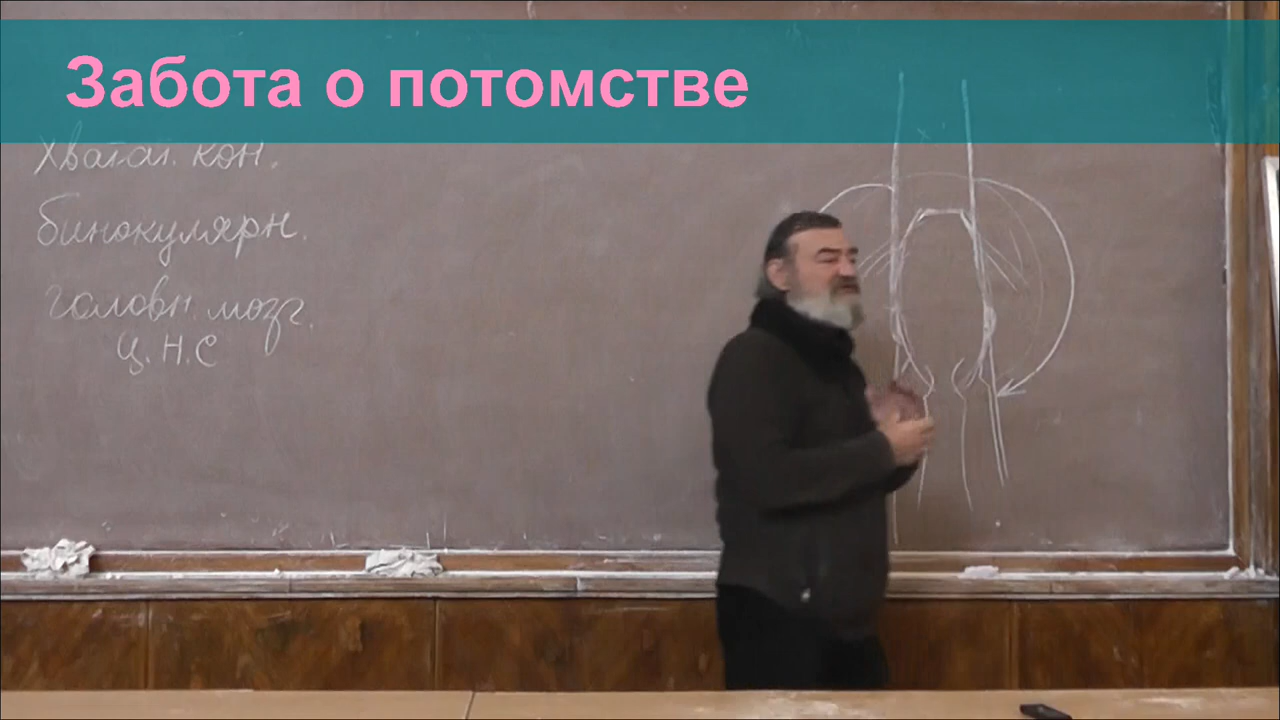 Забота о потомстве
Хватат. кон.
бинокулярн.
головн. мозг.
Ц.Н.С